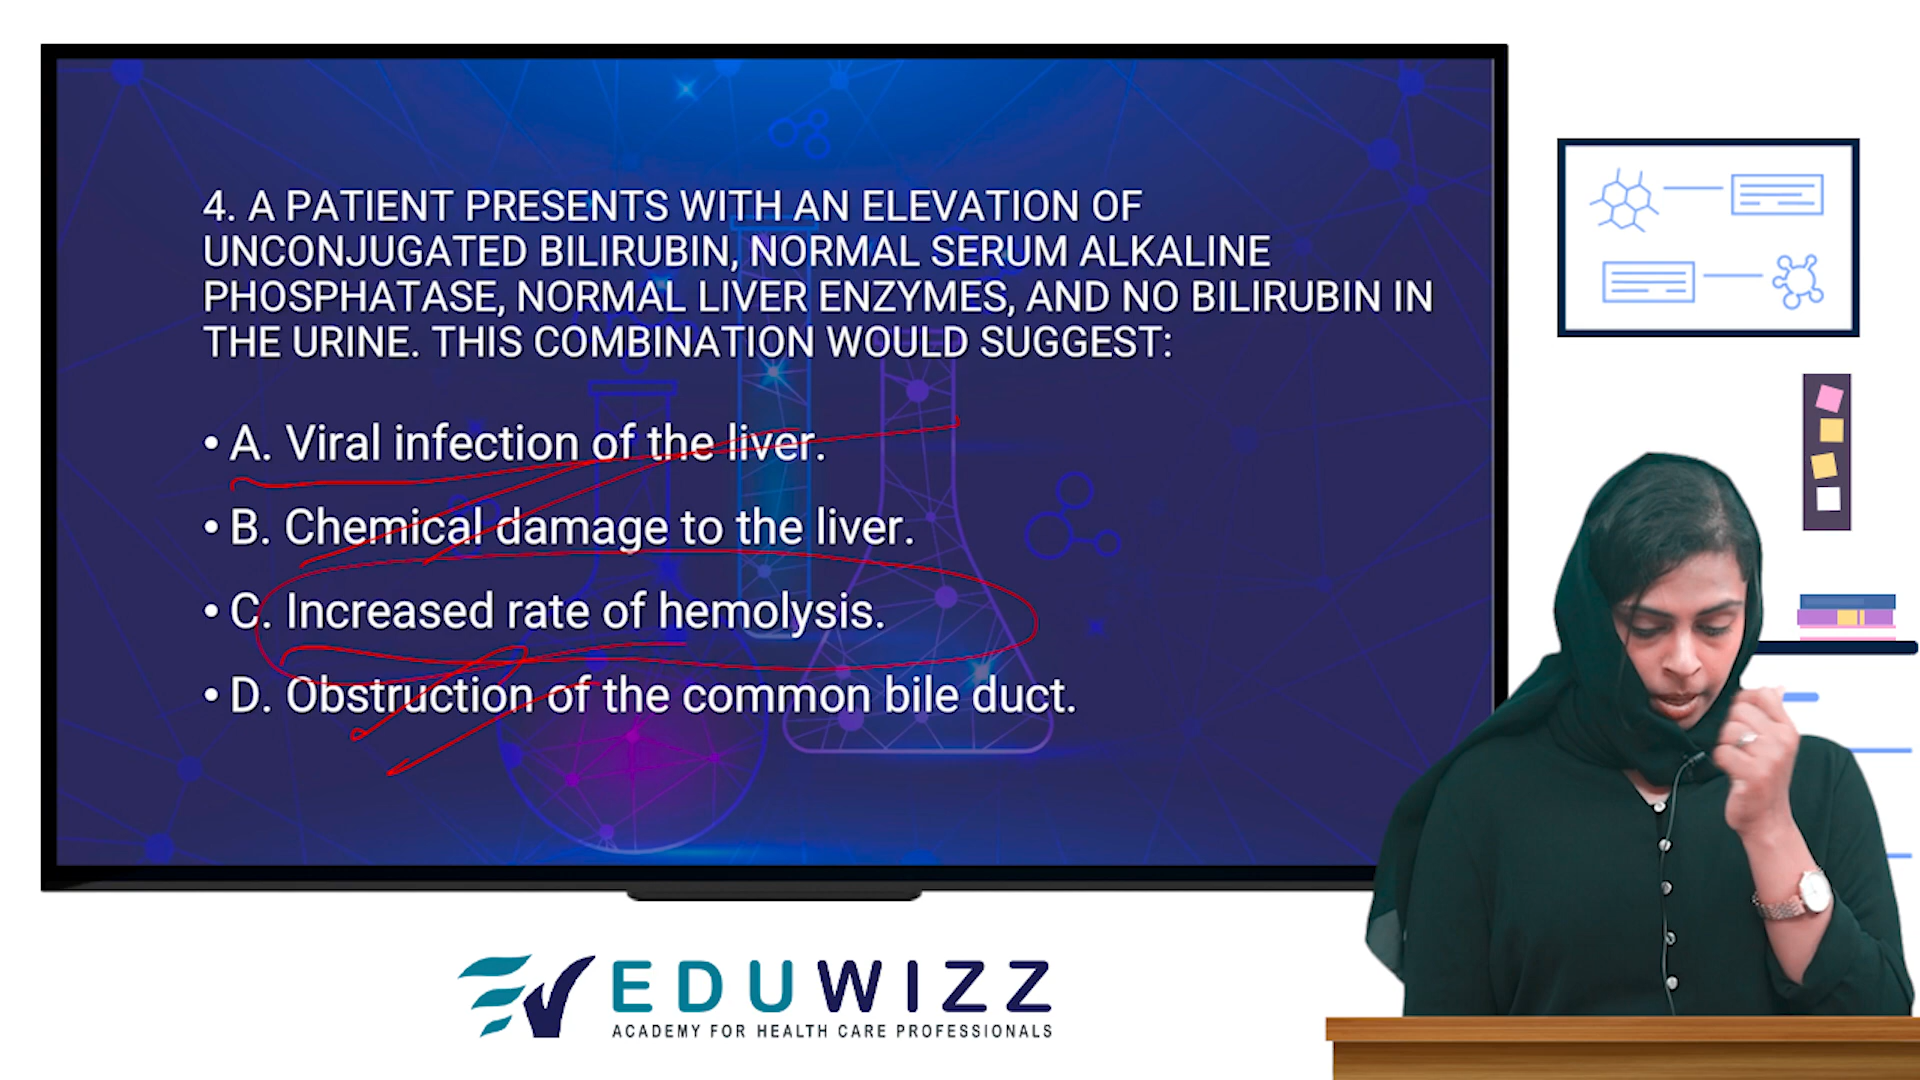 4. A PATIENT PRESENTS WITH AN ELEVATION OF
UNCONJUGATED BILIRUBIN, NORMAL SERUM ALKALINE
PHOSPHATASE, NORMAL LIVER ENZYMES, AND NO BILIRUBIN IN
THE URINE. THIS COMBINATION WOULD SUGGEST:
• A. Viral infection of the liver.
• B. Chemical damage to the liver.
• C. Increased rate of hemolysis.
• D. Obstruction of the common bile duct.
EDUWIZZ
ACADEMY FOR HEALTH CARE PROFESSIONALS